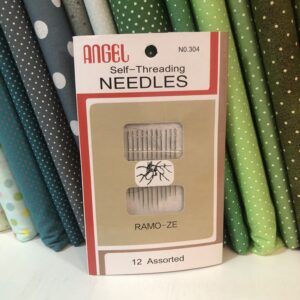 ANGEL
NO.304
Self-Threading
NEEDLES
RAMO-ZE
12 Assorted